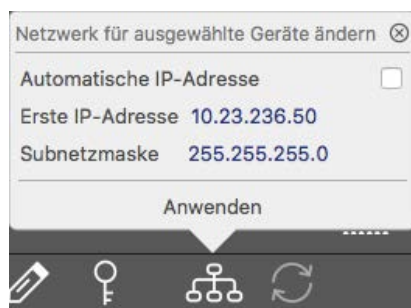 Netzwerk für ausgewählte Geräte ändern
Automatische IP-Adresse
Erste IP-Adresse 10.23.236.50
Subnetzmaske 255.255.255.0
Anwenden